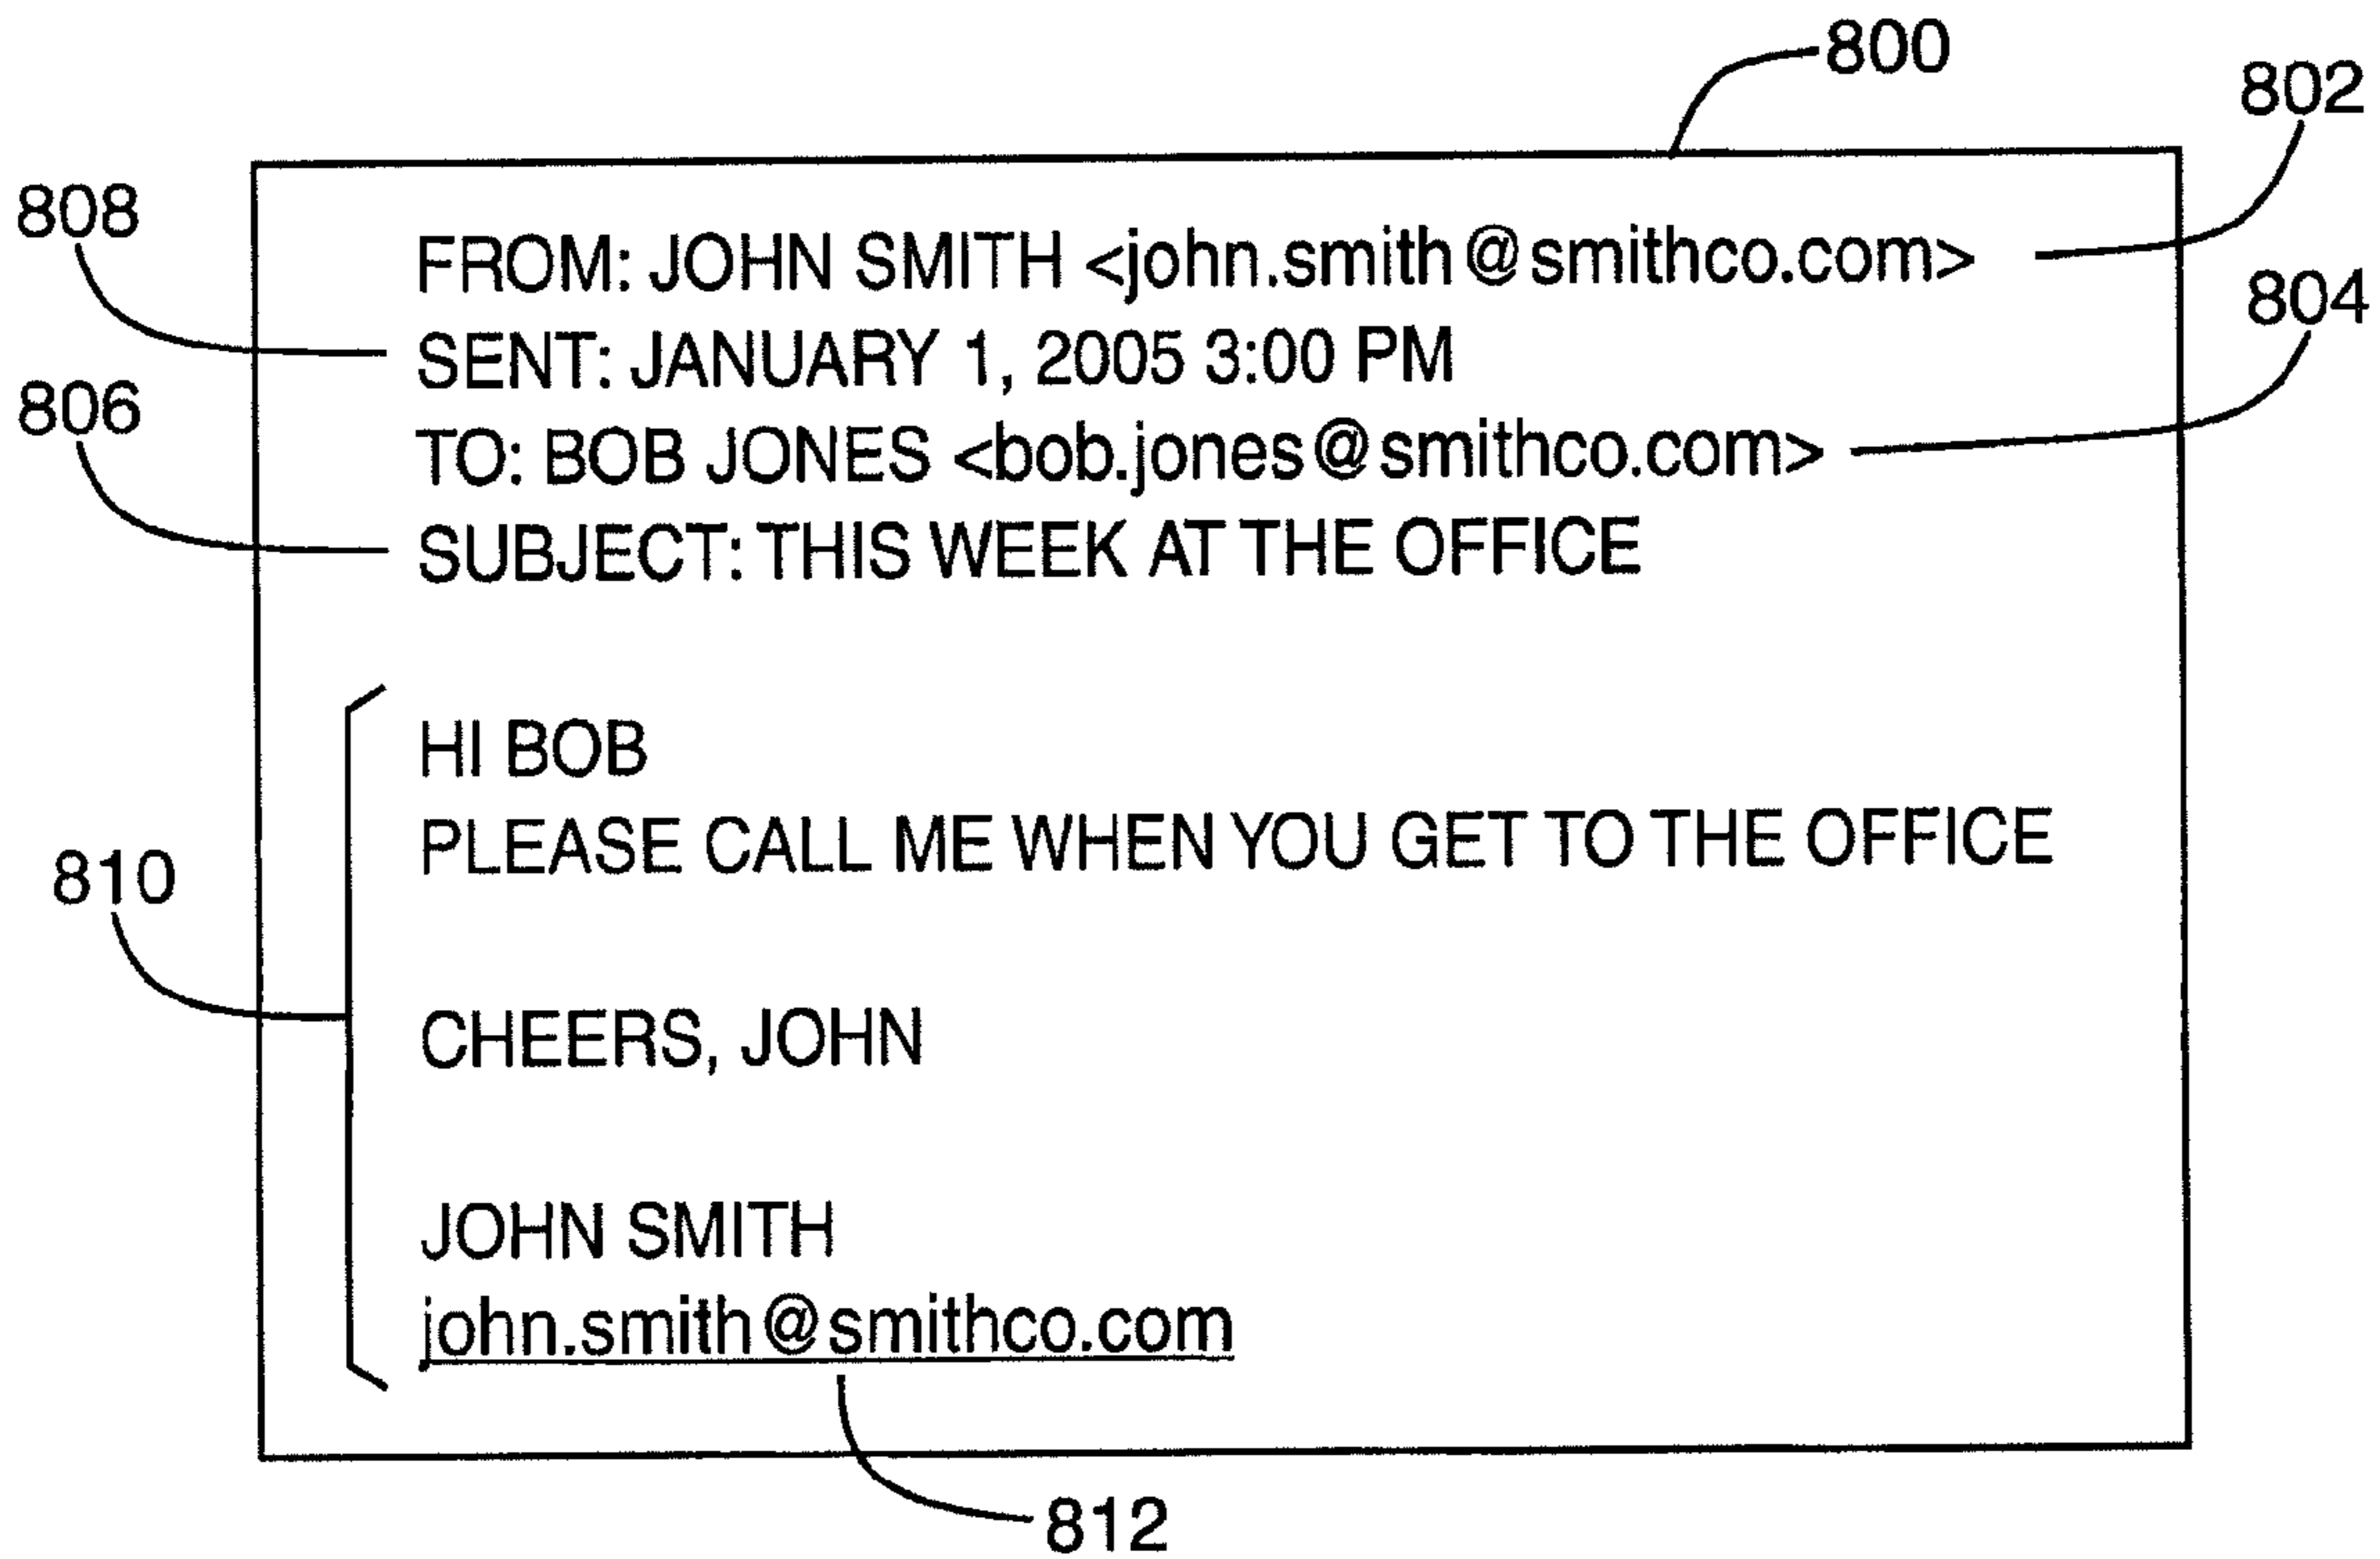 800
802
808
FROM: JOHN SMITH <john.smith@smithco.com>
804
SENT: JANUARY 1, 2005 3:00 PM
806
TO: BOB JONES <bob.jones@smithco.com>
SUBJECT: THIS WEEK AT THE OFFICE
HI BOB
PLEASE CALL ME WHEN YOU GET TO THE OFFICE
810
CHEERS, JOHN
JOHN SMITH
john.smith@smithco.com
812